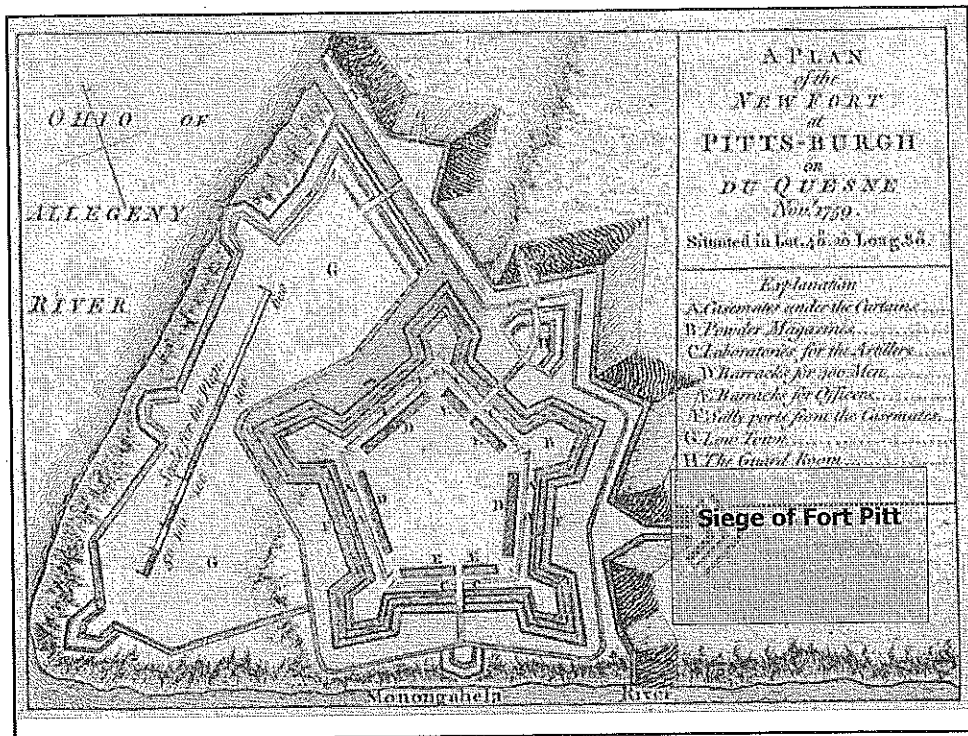 A PLAN
of the
NEW FORT
at
PITTS-BURGH
or
DU QUESNE
Nov.r 1759.
Situated in Lat. 40. Long. 80.
Explanation
A. Casemates under the Curtains
B. Powder Magazines
C. Laboratories for the Artillery
D. Barracks for Men
E. Barracks for Officers
F. Sally ports from the Casemates
G. Low Town
H. The Guard Room
Siege of Fort Pitt
OHIO OF
ALLEGENY
RIVER
G
G
D
E
B
D
D
E
E
H
Monongahela River